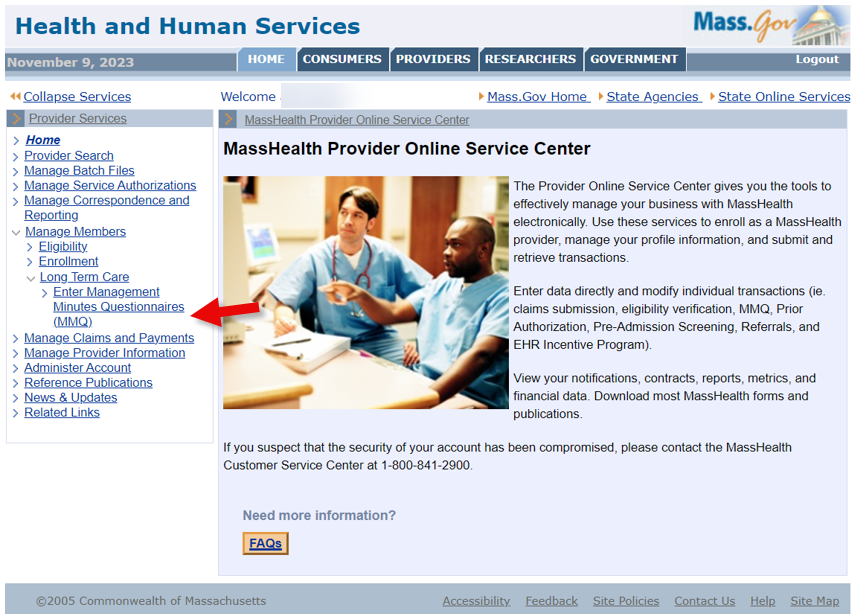 Health and Human Services
Mass.Gov
November 9, 2023
HOME CONSUMERS PROVIDERS RESEARCHERS GOVERNMENT
Logout
Collapse Services
Welcome
Mass.Gov Home State Agencies State Online Services
Provider Services
Home
Provider Search
Manage Batch Files
Manage Service Authorizations
Manage Correspondence and
Reporting
Manage Members
Eligibility
Enrollment
Long Term Care
Enter Management
Minutes Questionnaires
(MMQ)
Manage Claims and Payments
Manage Provider Information
Administer Account
Reference Publications
News & Updates
Related Links
MassHealth Provider Online Service Center
MassHealth Provider Online Service Center
The Provider Online Service Center gives you the tools to
effectively manage your business with MassHealth
electronically. Use these services to enroll as a MassHealth
provider, manage your profile information, and submit and
retrieve transactions.
Enter data directly and modify individual transactions (ie.
claims submission, eligibility verification, MMQ, Prior
Authorization, Pre-Admission Screening, Referrals, and
EHR Incentive Program).
View your notifications, contracts, reports, metrics, and
financial data. Download most MassHealth forms and
publications.
If you suspect that the security of your account has been compromised, please contact the MassHealth
Customer Service Center at 1-800-841-2900.
Need more information?
FAQs
©2005 Commonwealth of Massachusetts
Accessibility Feedback Site Policies Contact Us Help Site Map